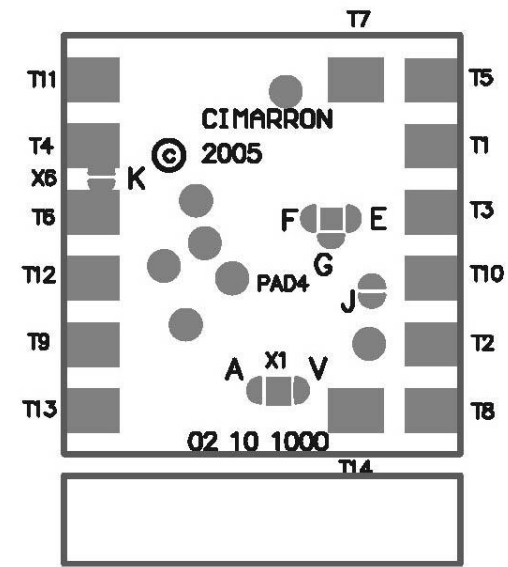 T7
T11
T5
CIMARRON
T4
© 2005
T1
X6
K
T6
F
E
T3
G
T12
PAD4
J
T10
T9
T2
A
X1
V
T13
T8
02 10 1000
T14